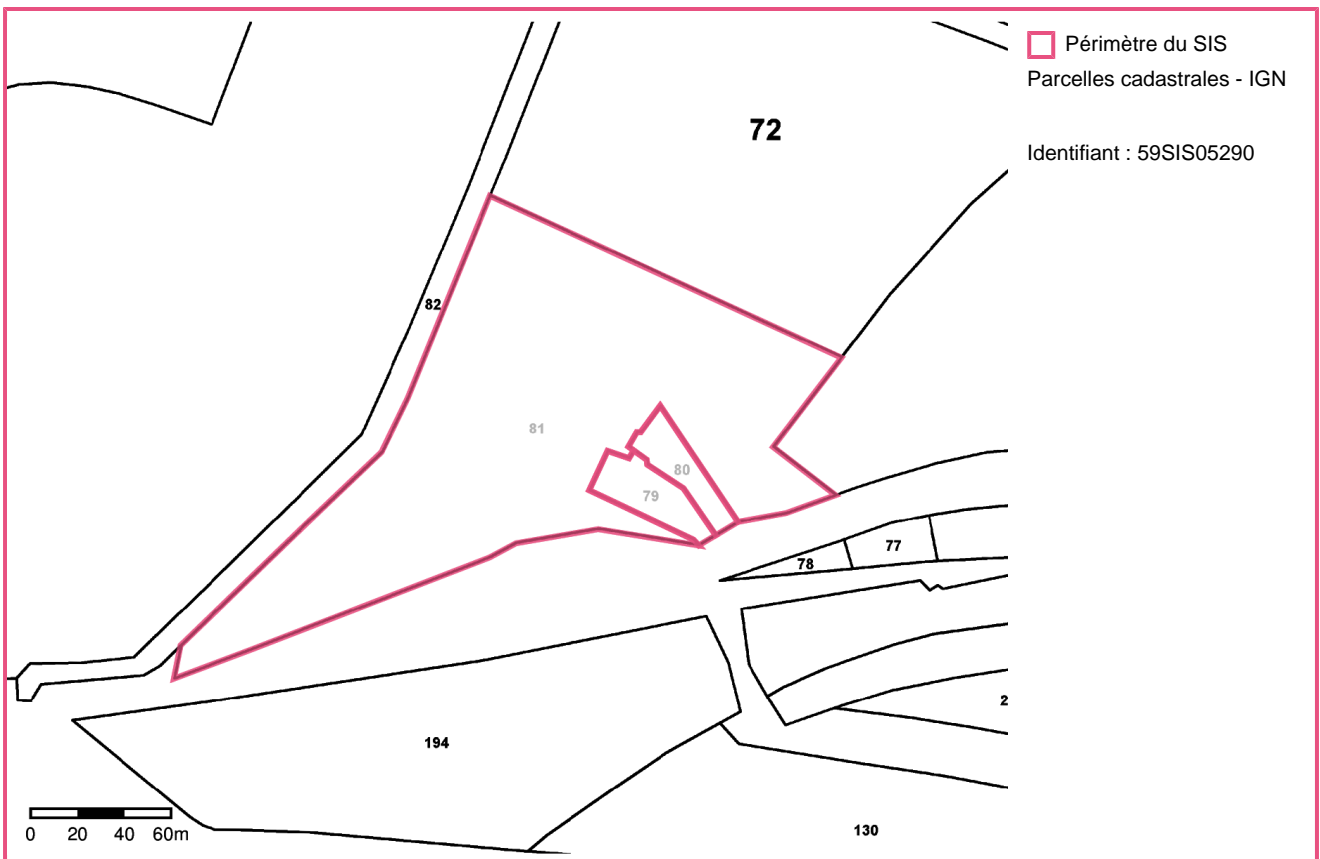 Périmètre du SIS
Parcelles cadastrales - IGN
Identifiant : 59SIS05290
72
82
81
80
79
77
78
2
194
130
0 20 40 60m